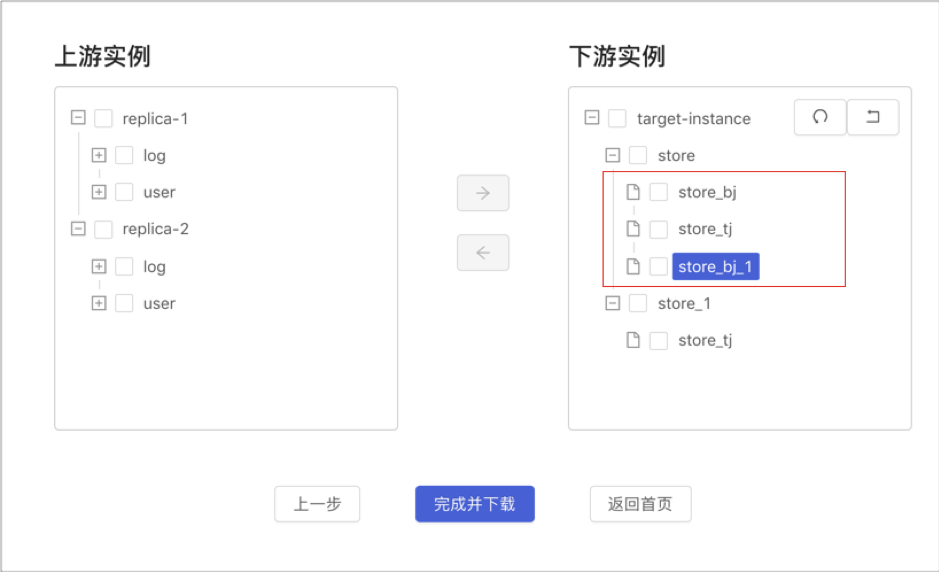 上游实例
replica-1
log
user
replica-2
log
user
下游实例
target-instance
store
store_bj
store_tj
store_bj_1
store_1
store_tj
上一步
完成并下载
返回首页